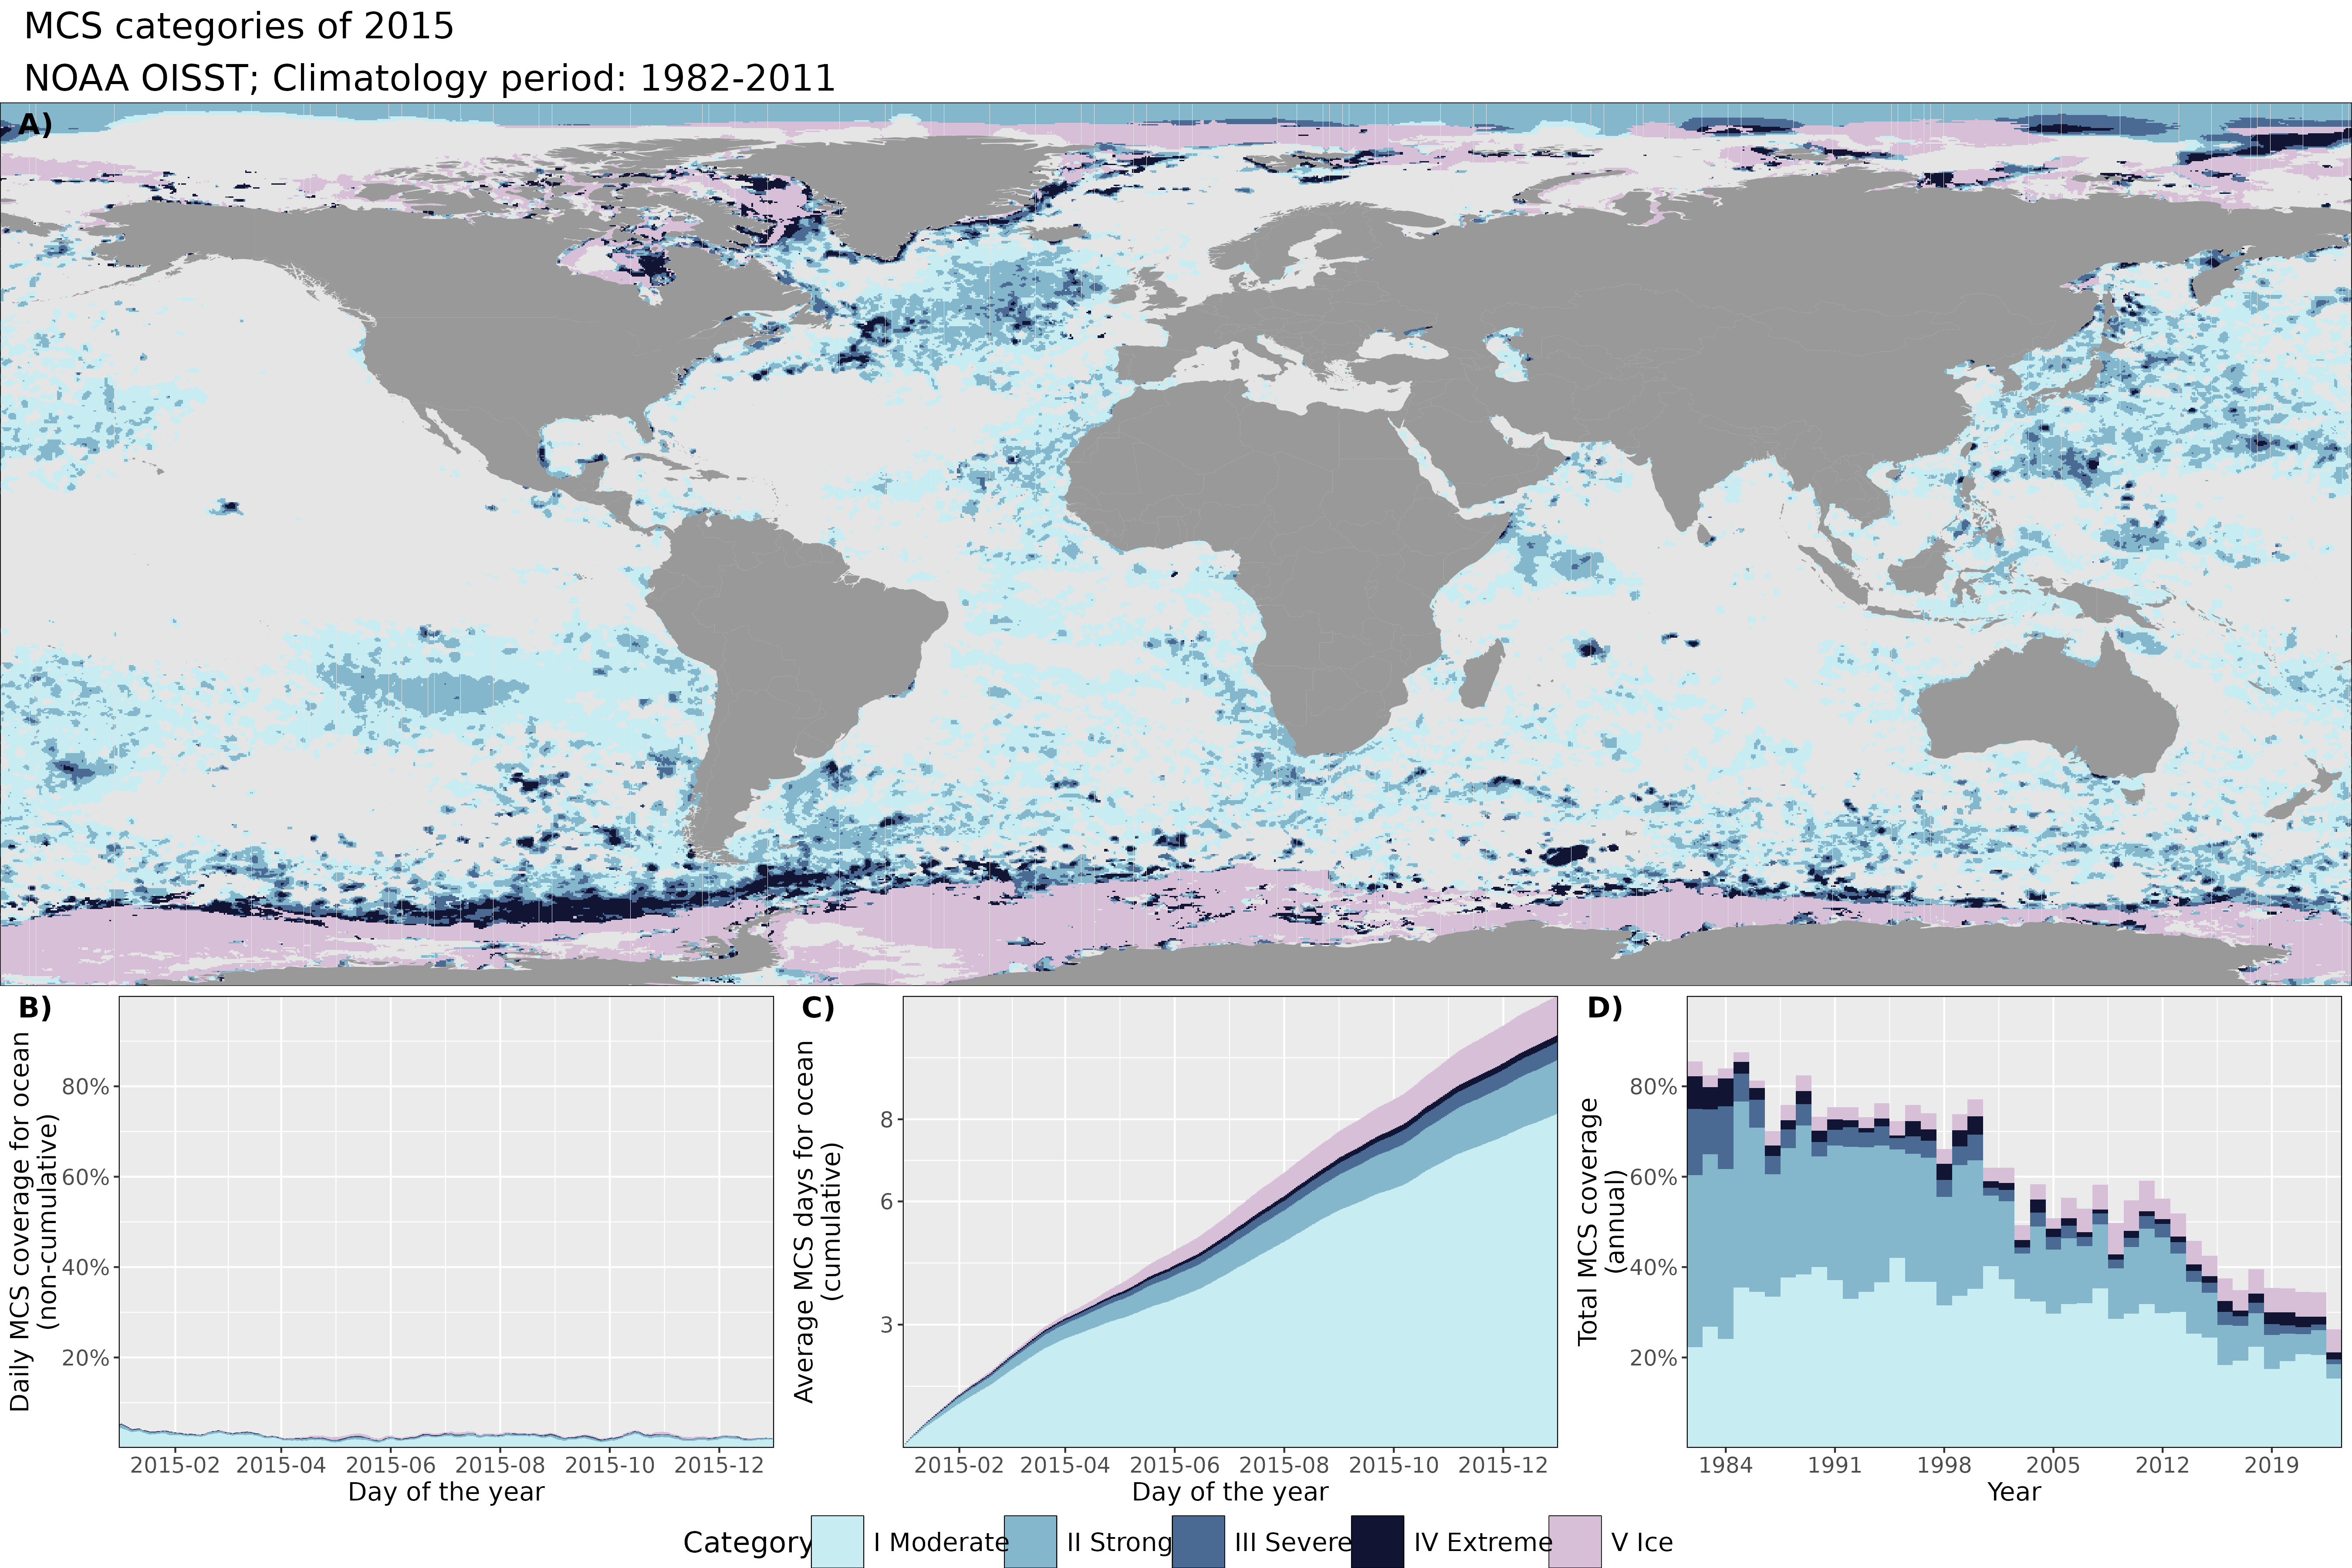 MCS categories of 2015
NOAA OISST; Climatology period: 1982-2011
A)
B)
Daily MCS coverage for ocean
(non-cumulative)
80%
60%
40%
20%
2015-02 2015-04 2015-06 2015-08 2015-10 2015-12
Day of the year
C)
Average MCS days for ocean
(cumulative)
8
6
3
2015-02 2015-04 2015-06 2015-08 2015-10 2015-12
Day of the year
D)
Total MCS coverage
(annual)
80%
60%
40%
20%
1984 1991 1998 2005 2012 2019
Year
Category I Moderate II Strong III Severe IV Extreme V Ice